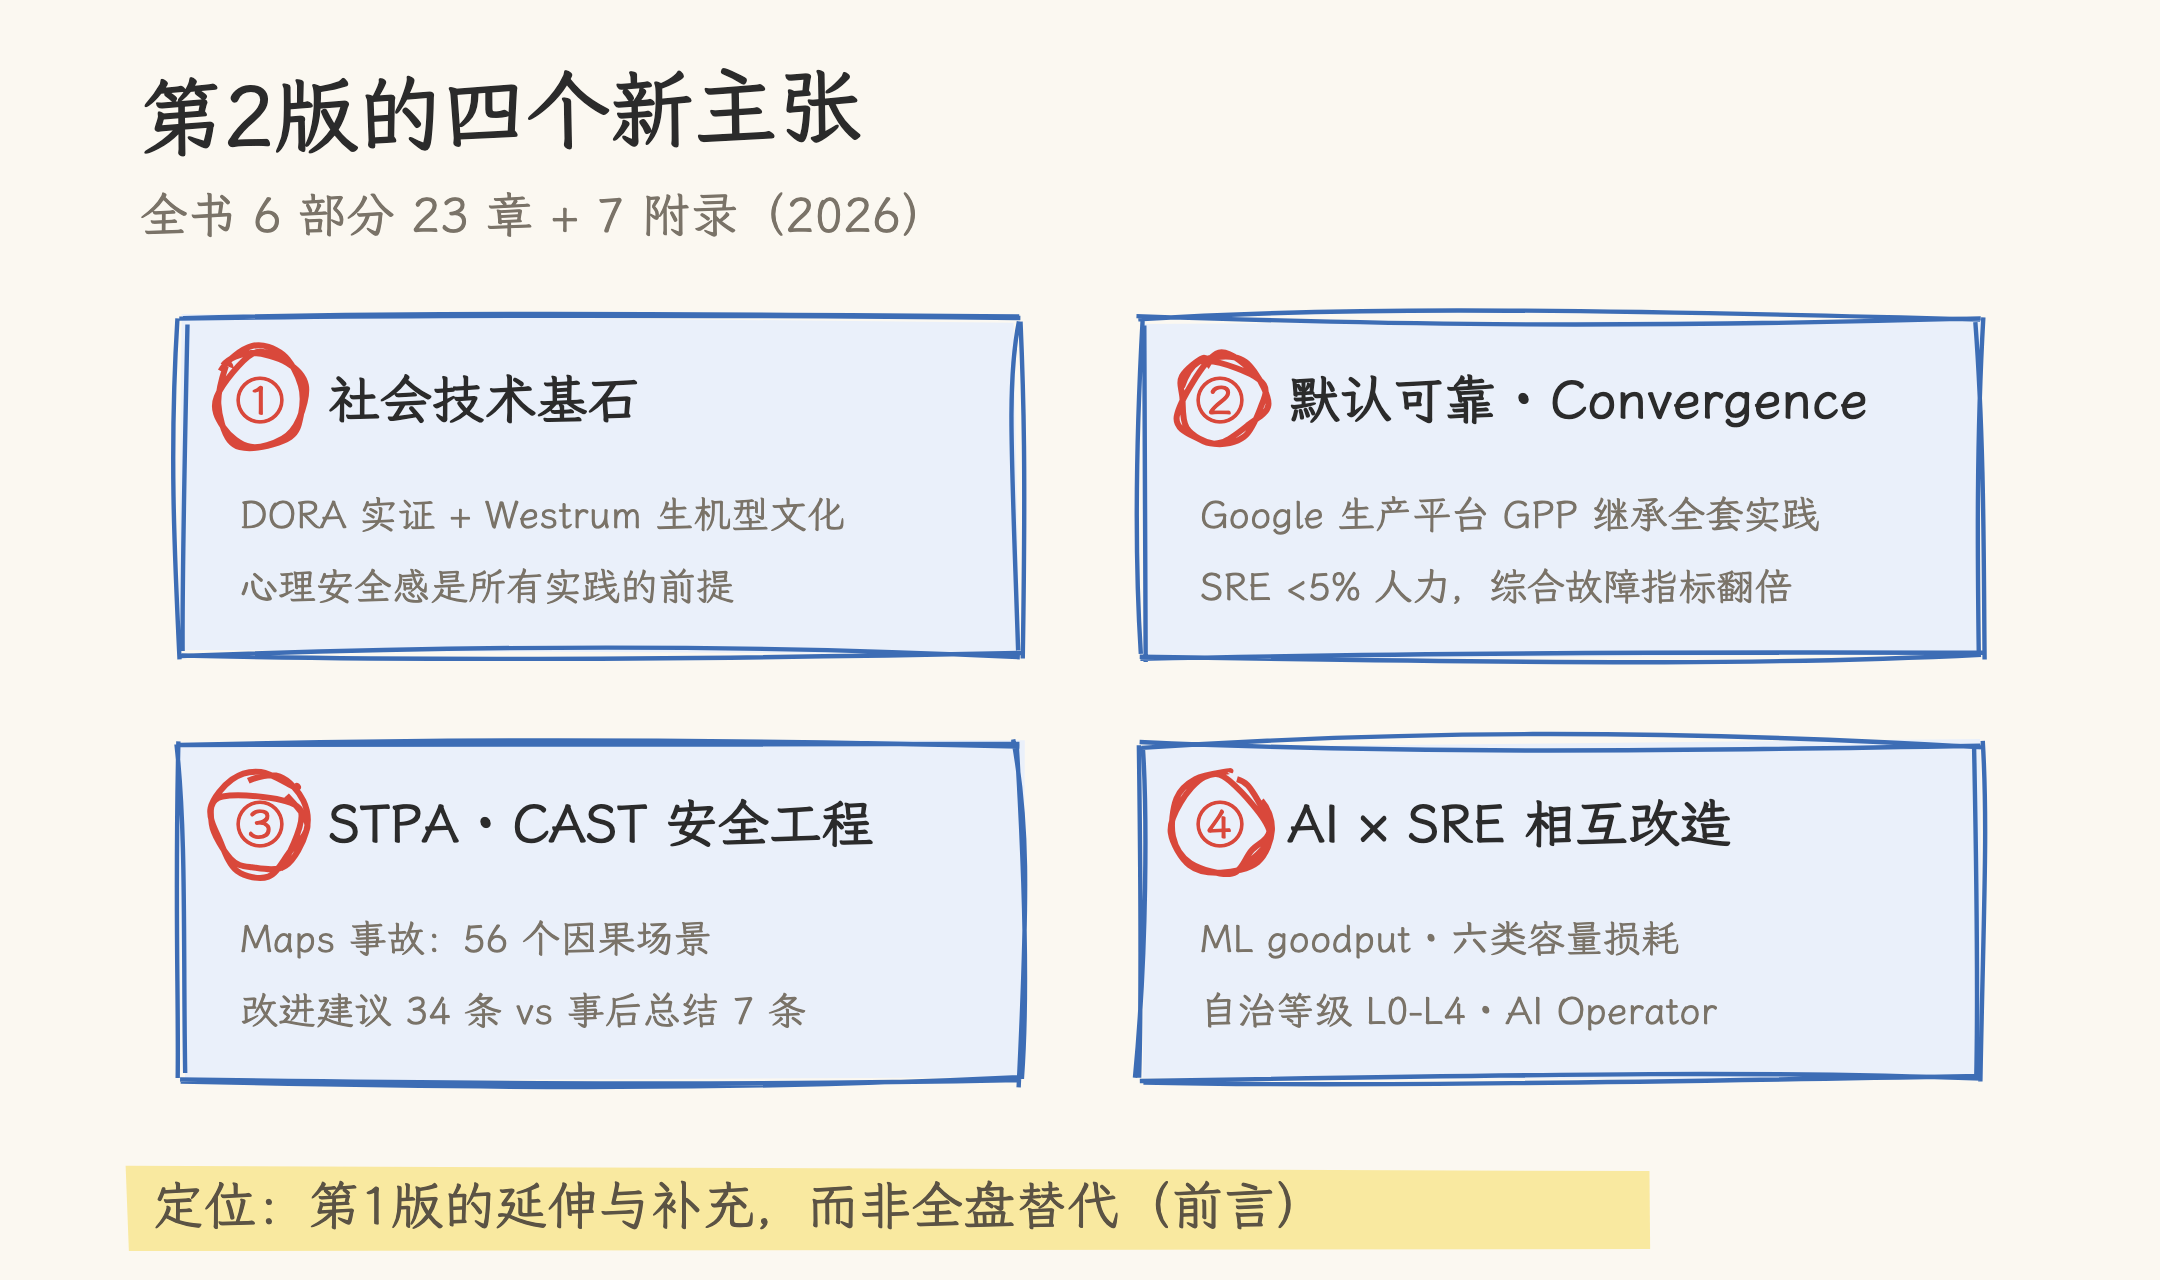 第2版的四个新主张
全书 6 部分 23 章 + 7 附录（2026）
① 社会技术基石
DORA 实证 + Westrum 生机型文化
心理安全感是所有实践的前提
② 默认可靠・Convergence
Google 生产平台 GPP 继承全套实践
SRE <5% 人力，综合故障指标翻倍
③ STPA・CAST 安全工程
Maps 事故：56 个因果场景
改进建议 34 条 vs 事后总结 7 条
④ AI × SRE 相互改造
ML goodput・六类容量损耗
自治等级 L0-L4・AI Operator
定位：第1版的延伸与补充，而非全盘替代（前言）